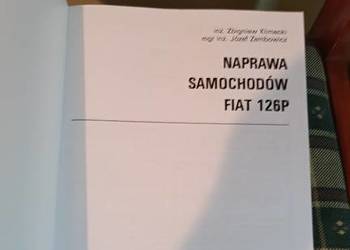 inż. Zbigniew Klimecki
mgr inż. Józef Zembowicz
NAPRAWA
SAMOCHODÓW
FIAT 126P